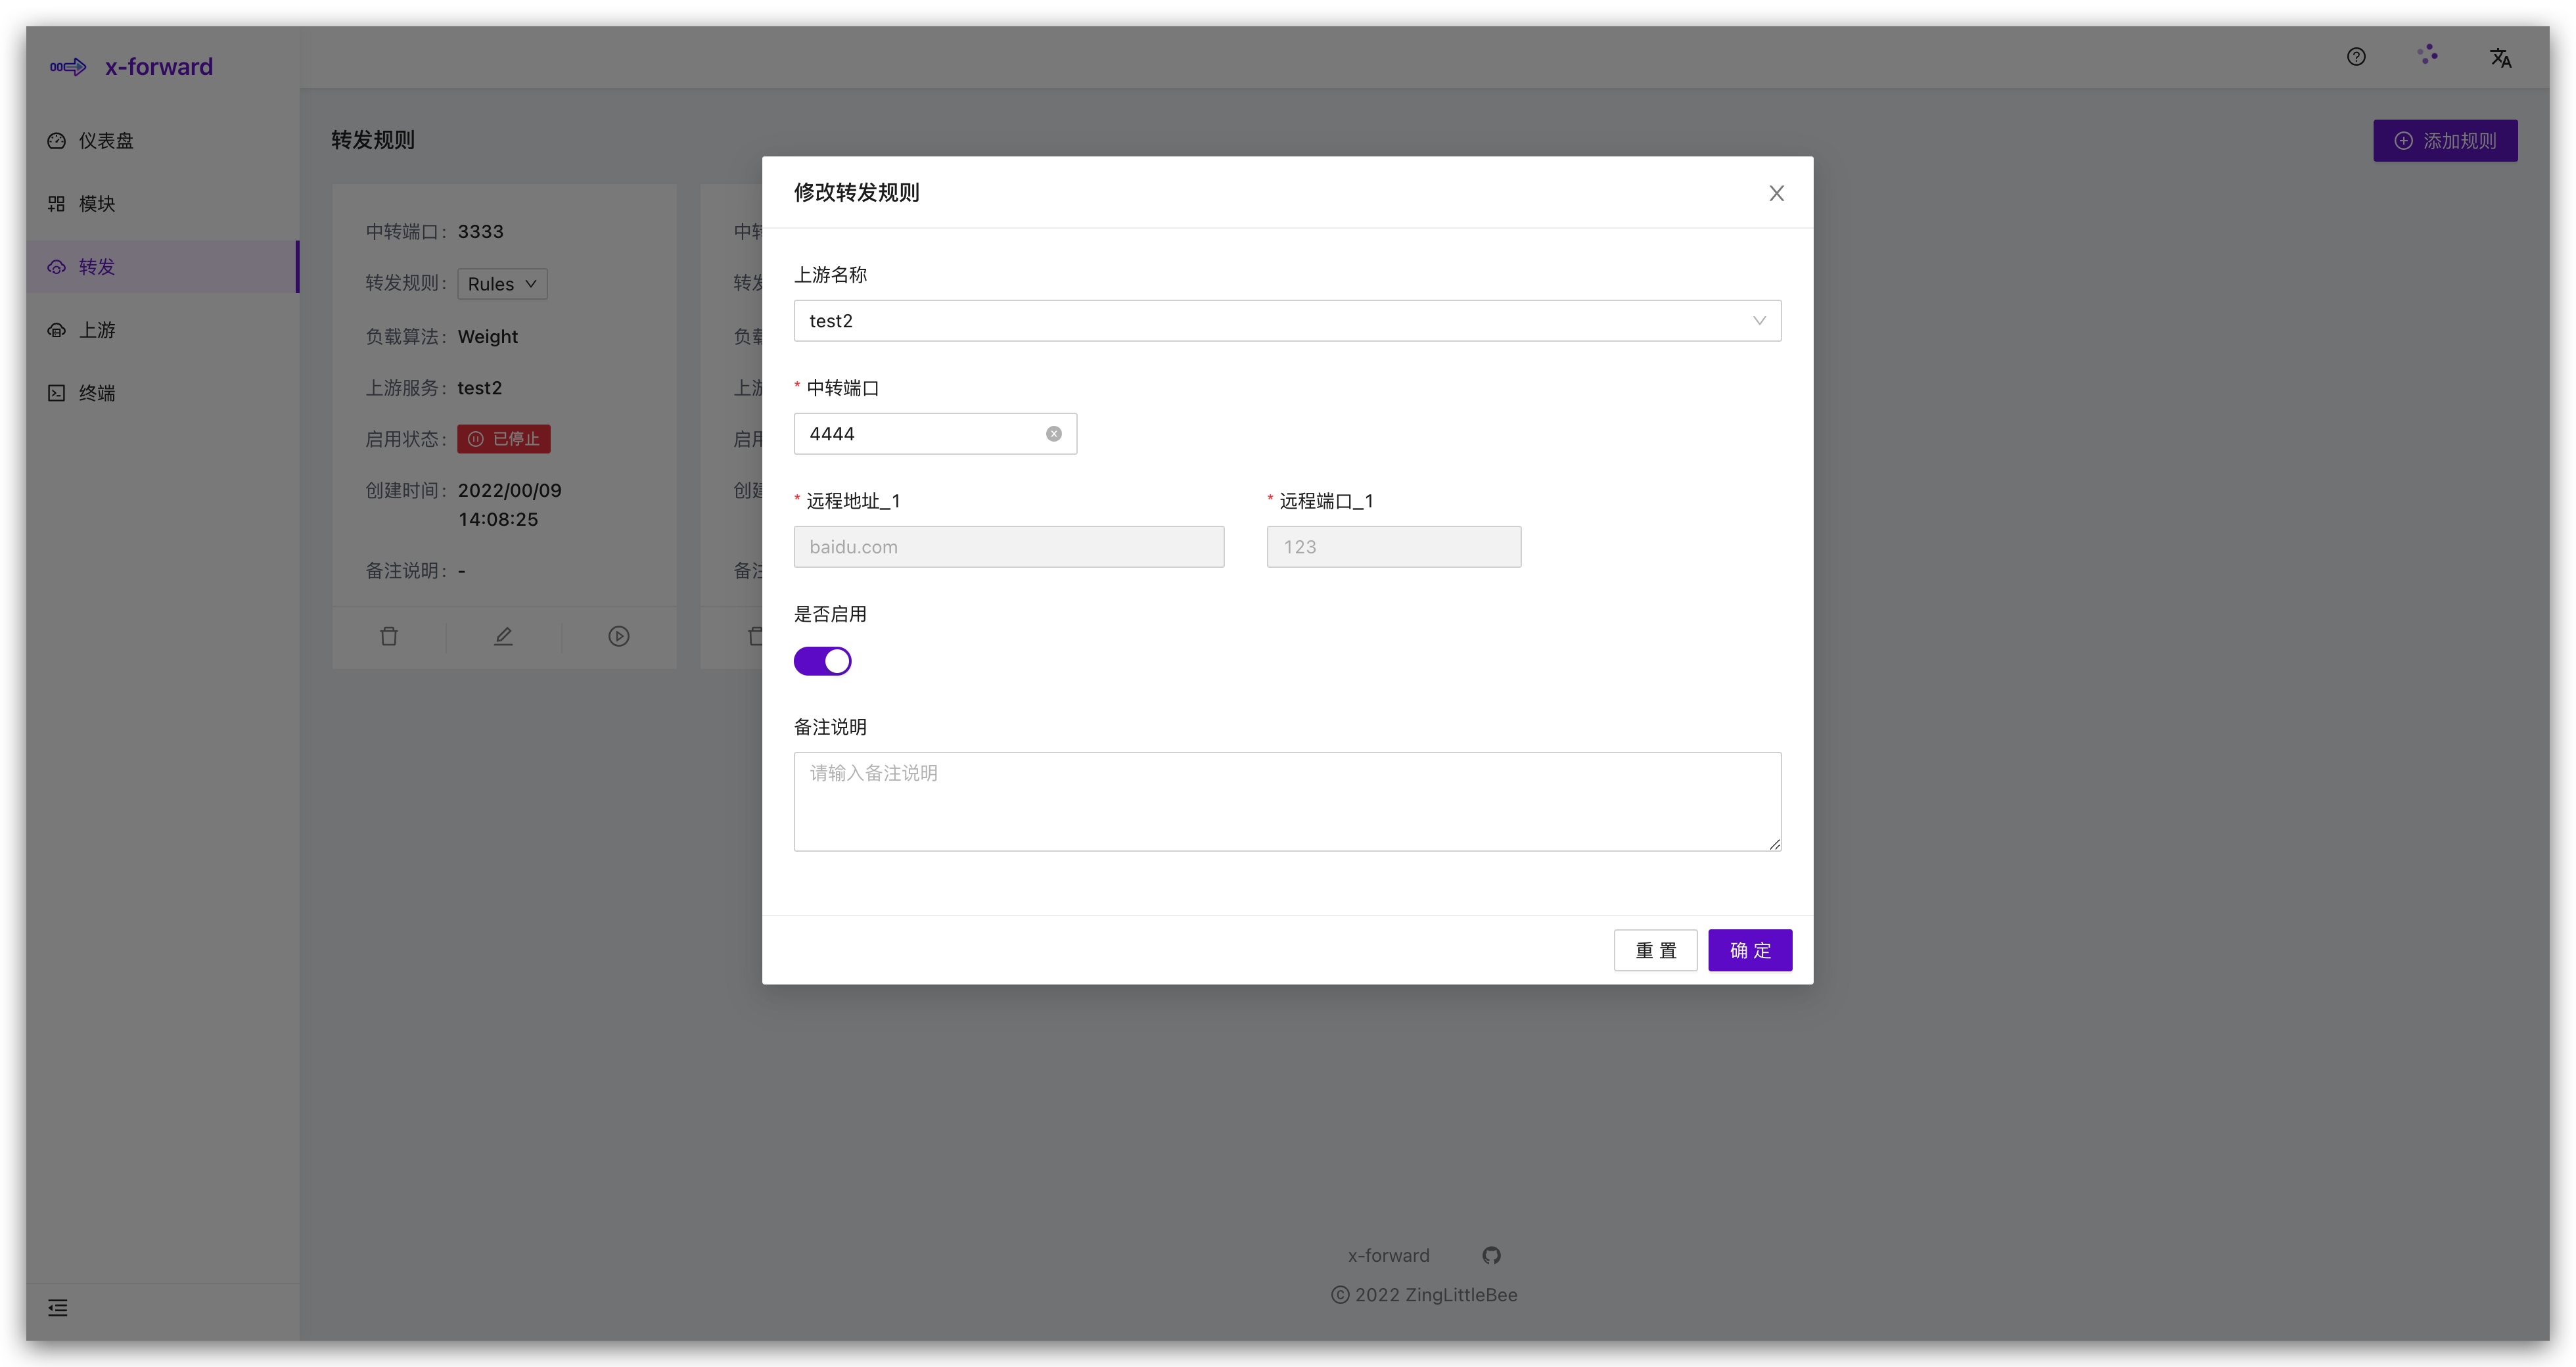 x-forward
仪表盘
模块
转发
上游
终端
转发规则
添加规则
中转端口: 3333
转发规则: Rules
负载算法: Weight
上游服务: test2
启用状态: 已停止
创建时间: 2022/00/09
14:08:25
备注说明: -
中转
转发
负载
上游
启用
创建
备注
修改转发规则
上游名称
test2
* 中转端口
4444
* 远程地址_1
* 远程端口_1
baidu.com
123
是否启用
备注说明
请输入备注说明
重 置
确 定
x-forward
© 2022 ZingLittleBee